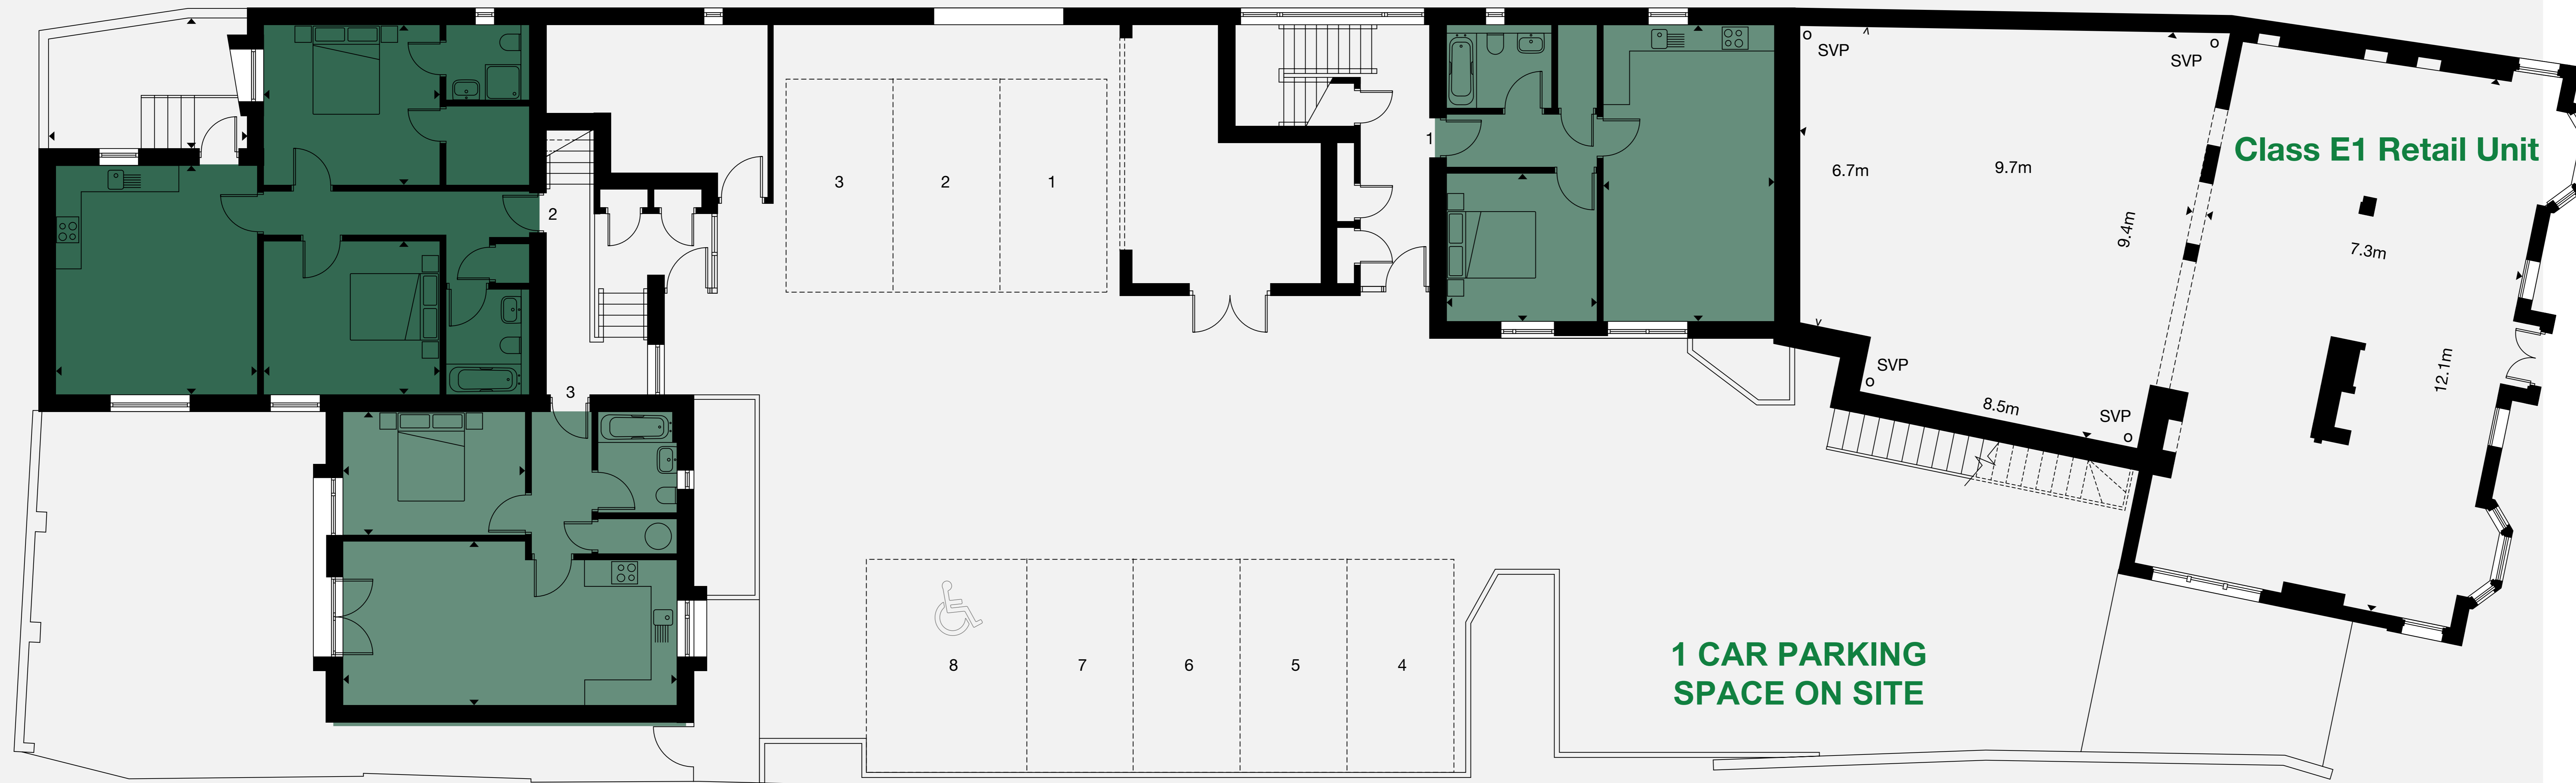 SVP
SVP
Class E1 Retail Unit
1
6.7m
9.7m
3
2
1
2
9.4m
7.3m
SVP
12.1m
3
8.5m
SVP
1 CAR PARKING
SPACE ON SITE
8
7
6
5
4